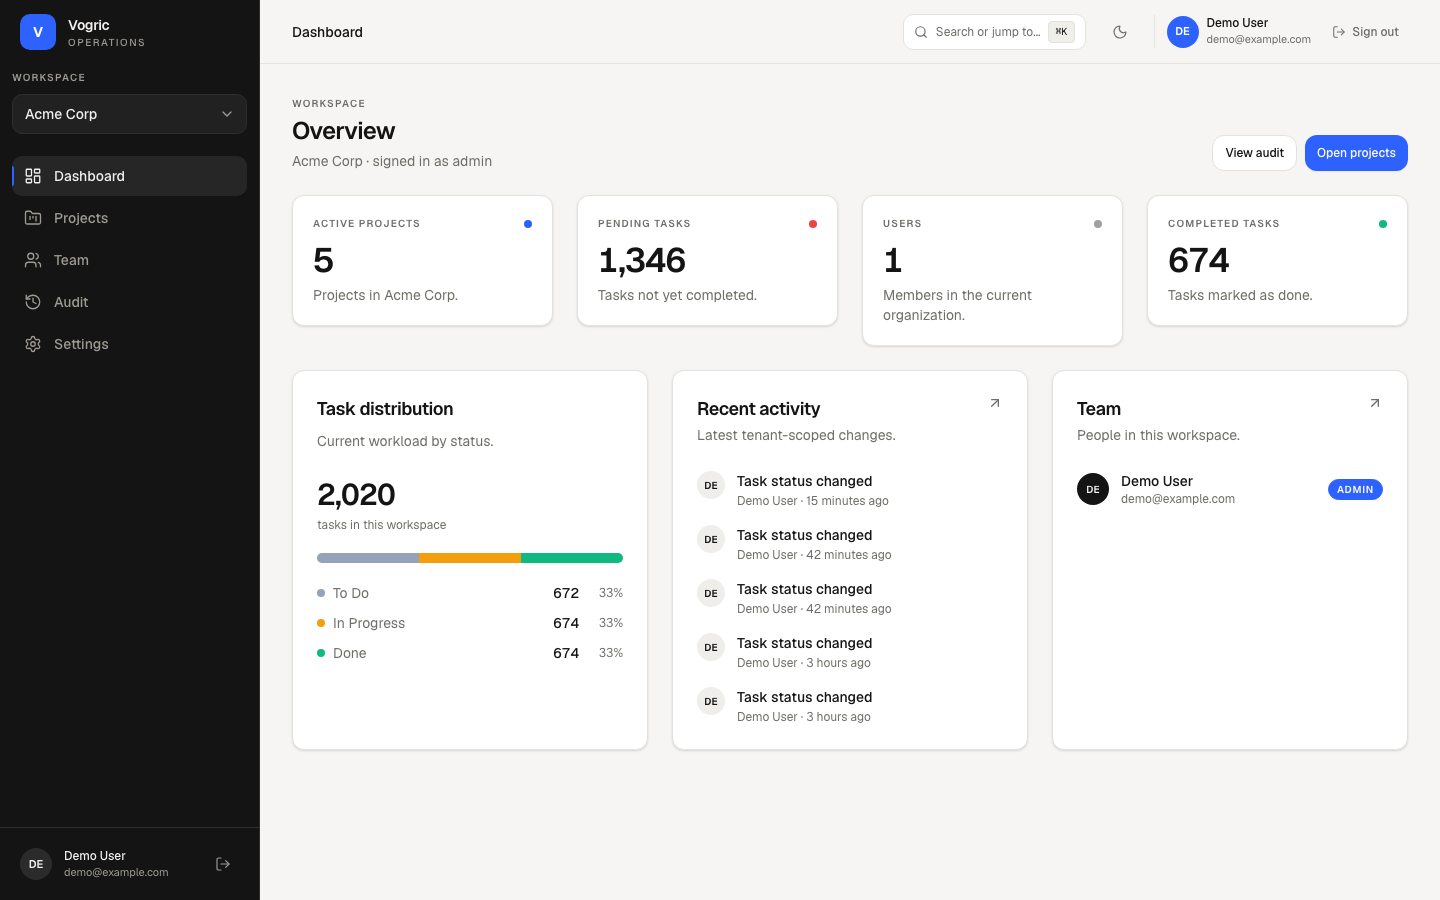 V
Vogric
OPERATIONS
WORKSPACE
Acme Corp
Dashboard
Projects
Team
Audit
Settings
DE
Demo User
demo@example.com
Dashboard
Search or jump to...
⌘K
DE
Demo User
demo@example.com
Sign out
WORKSPACE
Overview
Acme Corp · signed in as admin
View audit
Open projects
ACTIVE PROJECTS
5
Projects in Acme Corp.
PENDING TASKS
1,346
Tasks not yet completed.
USERS
1
Members in the current
organization.
COMPLETED TASKS
674
Tasks marked as done.
Task distribution
Current workload by status.
2,020
tasks in this workspace
To Do 672 33%
In Progress 674 33%
Done 674 33%
Recent activity
Latest tenant-scoped changes.
DE
Task status changed
Demo User · 15 minutes ago
DE
Task status changed
Demo User · 42 minutes ago
DE
Task status changed
Demo User · 42 minutes ago
DE
Task status changed
Demo User · 3 hours ago
DE
Task status changed
Demo User · 3 hours ago
Team
People in this workspace.
DE
Demo User
demo@example.com
ADMIN